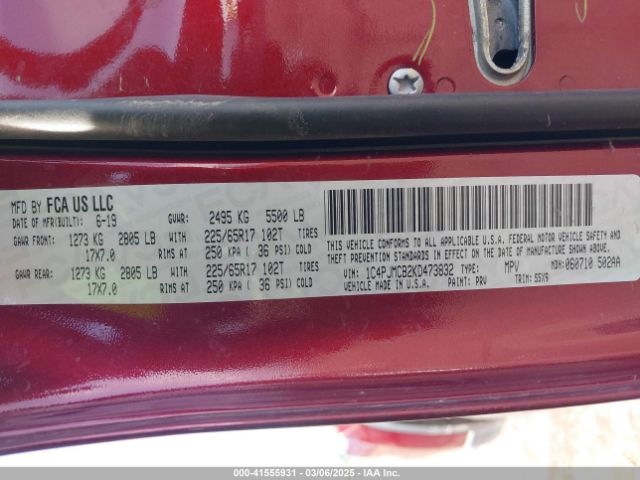 MFD BY FCA US LLC
DATE OF MFR(BUILT): 6-19 GVWR: 2495 KG 5500 LB
GAWR FRONT: 1273 KG 2805 LB WITH 225/65R17 102T TIRES
17X7.0 RIMS AT 250 KPA ( 36 PSI) COLD
GAWR REAR: 1273 KG 2805 LB WITH 225/65R17 102T TIRES
17X7.0 RIMS AT 250 KPA ( 36 PSI) COLD
THIS VEHICLE CONFORMS TO ALL APPLICABLE U.S.A. FEDERAL MOTOR VEHICLE SAFETY AND
THEFT PREVENTION STANDARDS IN EFFECT ON THE DATE OF MANUFACTURE SHOWN ABOVE.
VIN: 1C4PJMCB2KD473832 TYPE: MPV MDH: 060710 502AA
VEHICLE MADE IN U.S.A. PAINT: PRV TRIM: S5V9
000-41555931 - 03/06/2025 - IAA Inc.